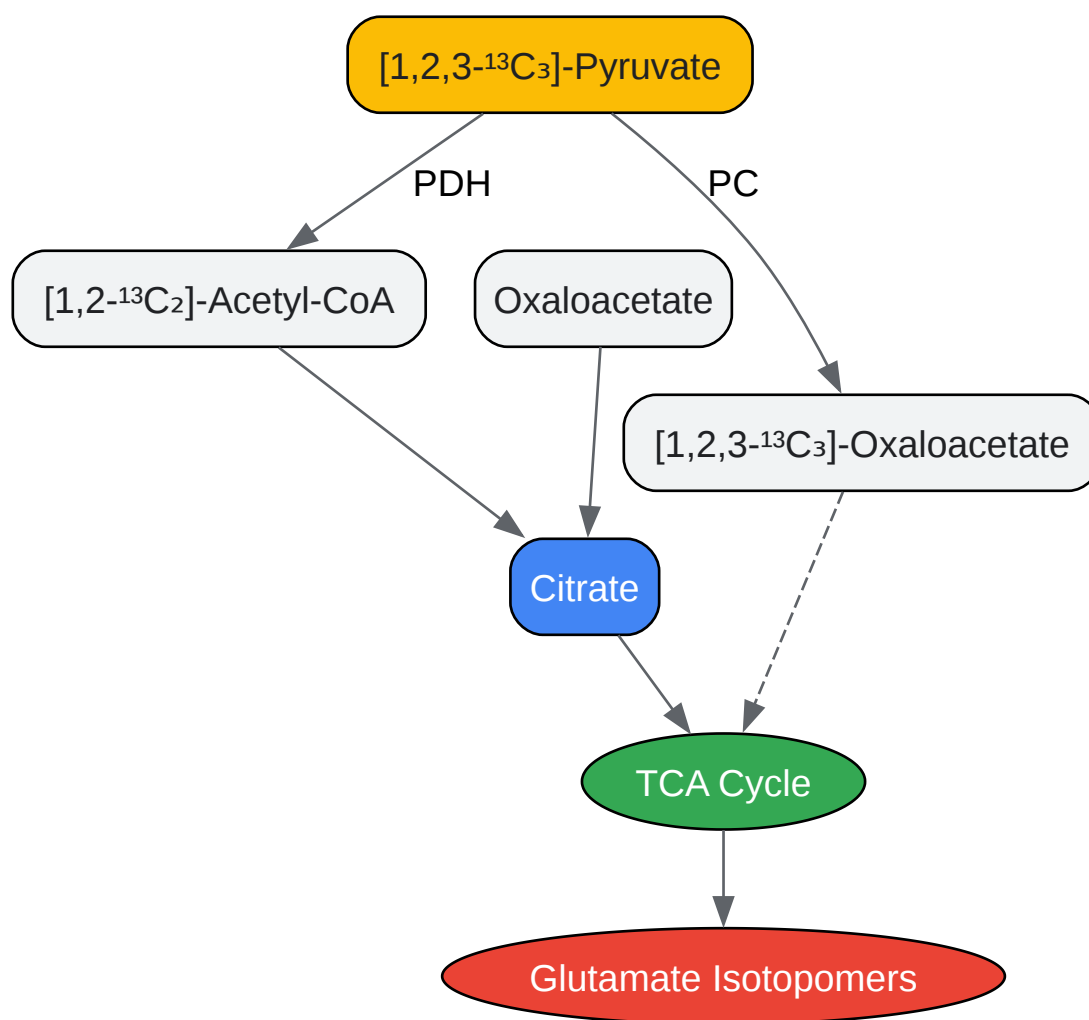 [1,2,3-¹³C₃]-Pyruvate
PDH
PC
[1,2-¹³C₂]-Acetyl-CoA
Oxaloacetate
[1,2,3-¹³C₃]-Oxaloacetate
Citrate
TCA Cycle
Glutamate Isotopomers